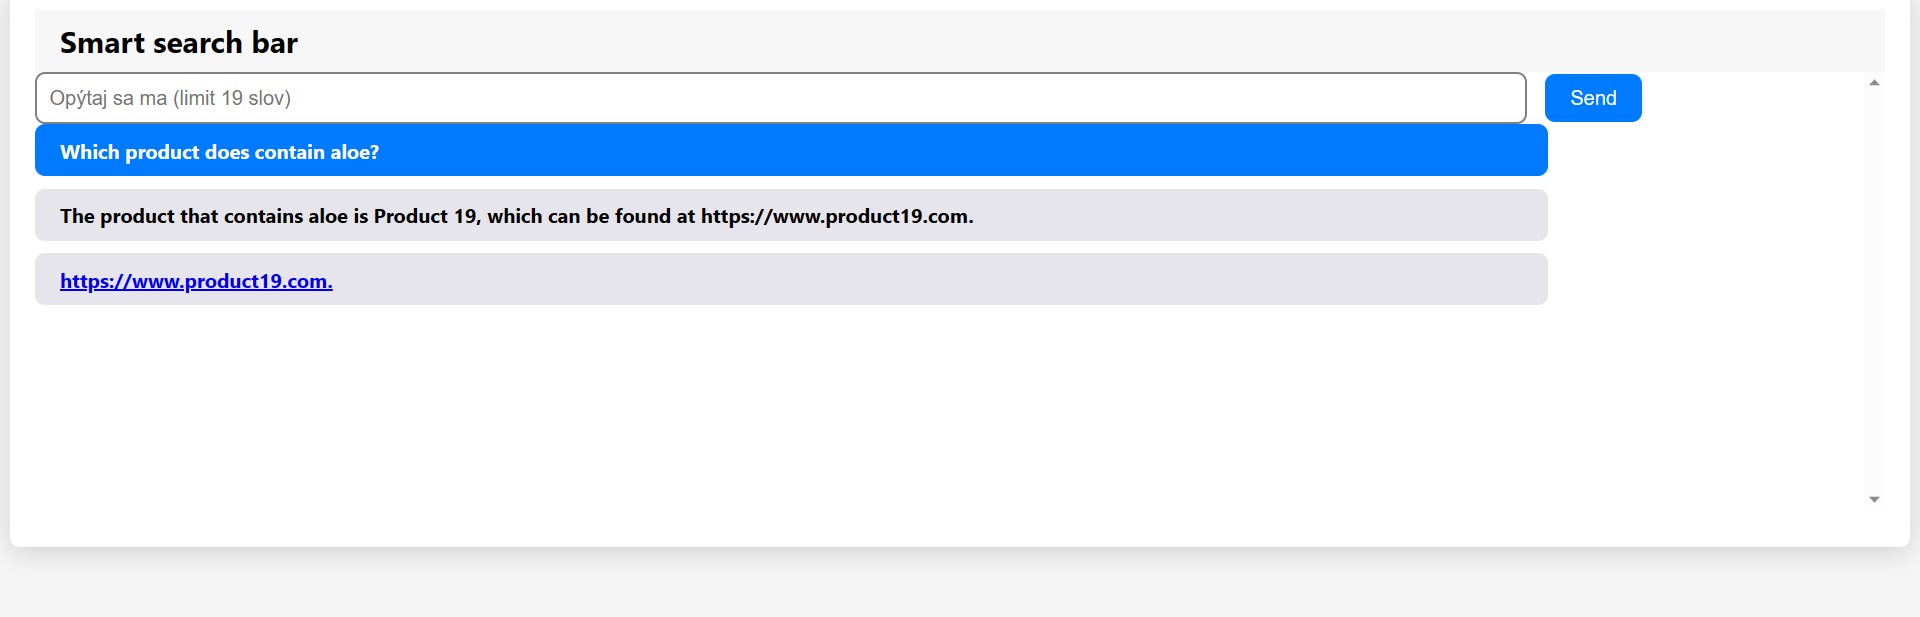 Smart search bar
Opýtaj sa ma (limit 19 slov)
Send
Which product does contain aloe?
The product that contains aloe is Product 19, which can be found at https://www.product19.com.
https://www.product19.com.